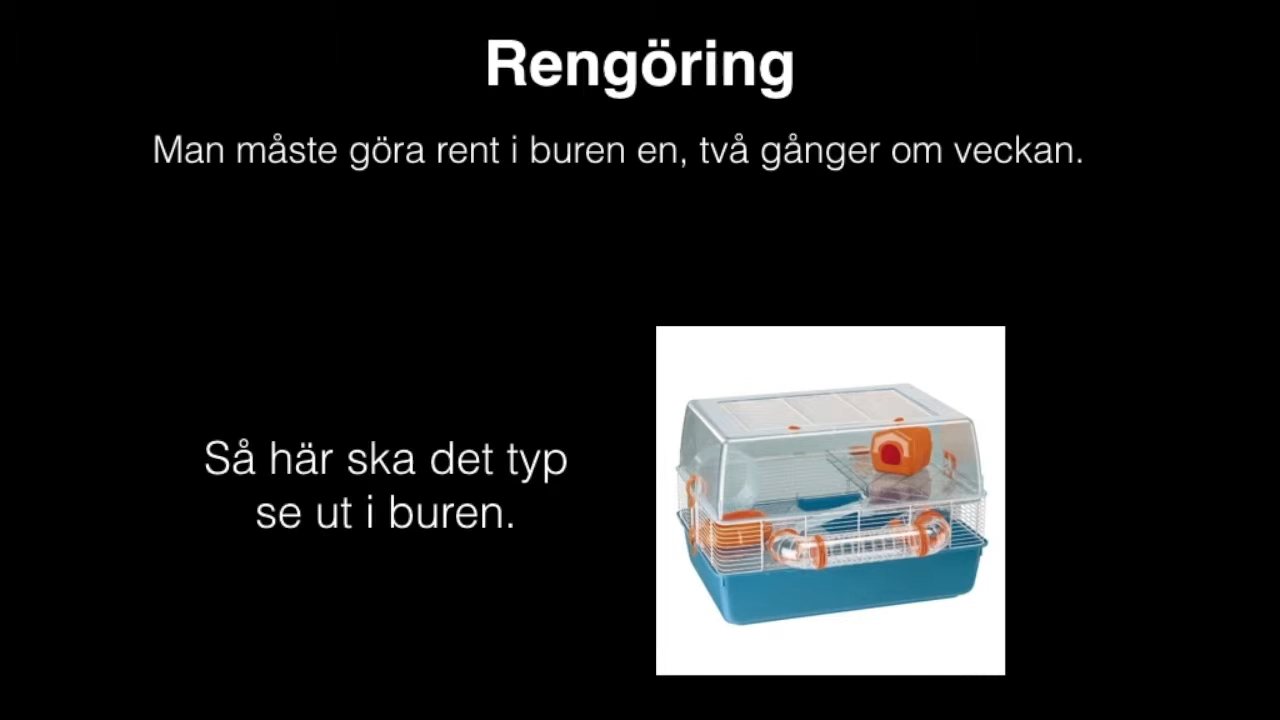 Rengöring
Man måste göra rent i buren en, två gånger om veckan.
Så här ska det typ
se ut i buren.